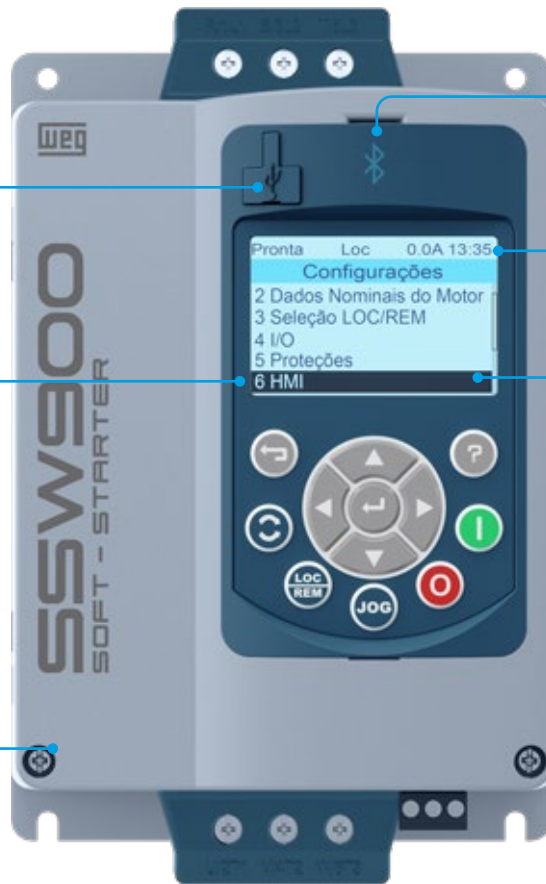 weg
SSW900
SOFT-STARTER
Pronta Loc 0.0A 13:35
Configurações
2 Dados Nominais do Motor
3 Seleção LOC/REM
4 I/O
5 Proteções
6 HMI
?
LOC
REM
JOG